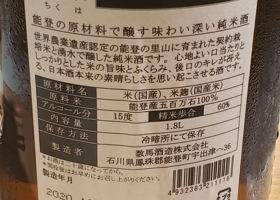 ちくは
能登の原材料で醸す味わい深い純米酒
世界農業遺産認定の能登の里山に育まれた契約栽
培米と清水で醸した純米酒です。心地よい口当たりと
しっかりとした米の旨味とふくらみ、後口のキレが冴え
る、日本酒本来の素晴らしさを思い起こせる酒です。
原材料名 米(国産)、米麹(国産)
原料米 能登産五百万石100%
アルコール分 15度 精米歩合 60%
内容量 1.8L
保存方法 冷暗所にて保存
製造者 数馬酒造株式会社
石川県鳳珠郡能登町宇出津ヘ36
製造年月
2020
4932363211116